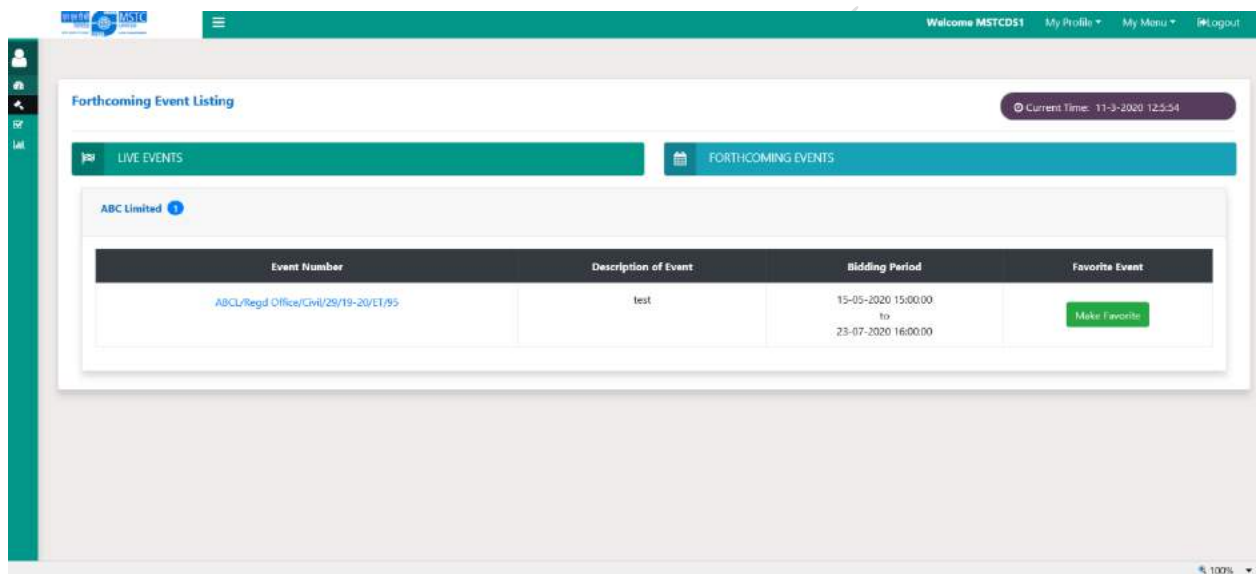 MSTC
Welcome MSTCDS1 My Profile My Menu Logout
Forthcoming Event Listing
Current Time: 11-3-2020 12:5:54
LIVE EVENTS
FORTHCOMING EVENTS
ABC Limited 1
Event Number Description of Event Bidding Period Favorite Event
ABCL/Regd Office/Civil/29/19-20/ET/95 test 15-05-2020 15:00:00
to
23-07-2020 16:00:00
Make Favorite
100%